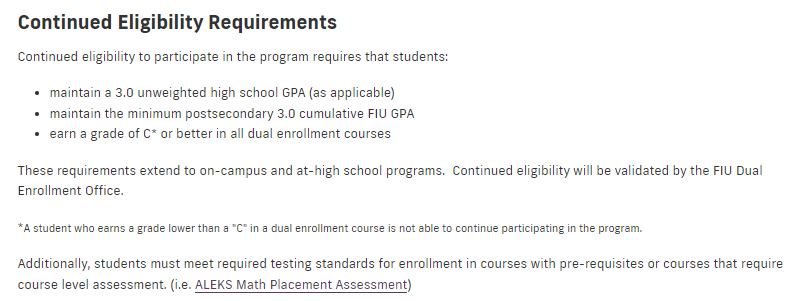 Continued Eligibility Requirements
Continued eligibility to participate in the program requires that students:
• maintain a 3.0 unweighted high school GPA (as applicable)
• maintain the minimum postsecondary 3.0 cumulative FIU GPA
• earn a grade of C* or better in all dual enrollment courses
These requirements extend to on-campus and at-high school programs.  Continued eligibility will be validated by the FIU Dual
Enrollment Office.
*A student who earns a grade lower than a "C" in a dual enrollment course is not able to continue participating in the program.
Additionally, students must meet required testing standards for enrollment in courses with pre-requisites or courses that require
course level assessment. (i.e. ALEKS Math Placement Assessment)